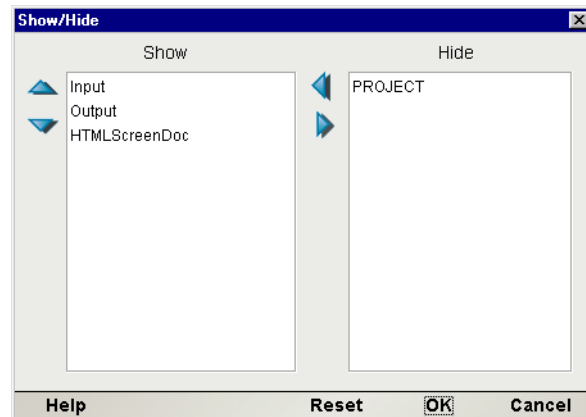 Show/Hide
Show
Hide
Input
Output
HTMLScreenDoc
PROJECT
Help
Reset
OK
Cancel